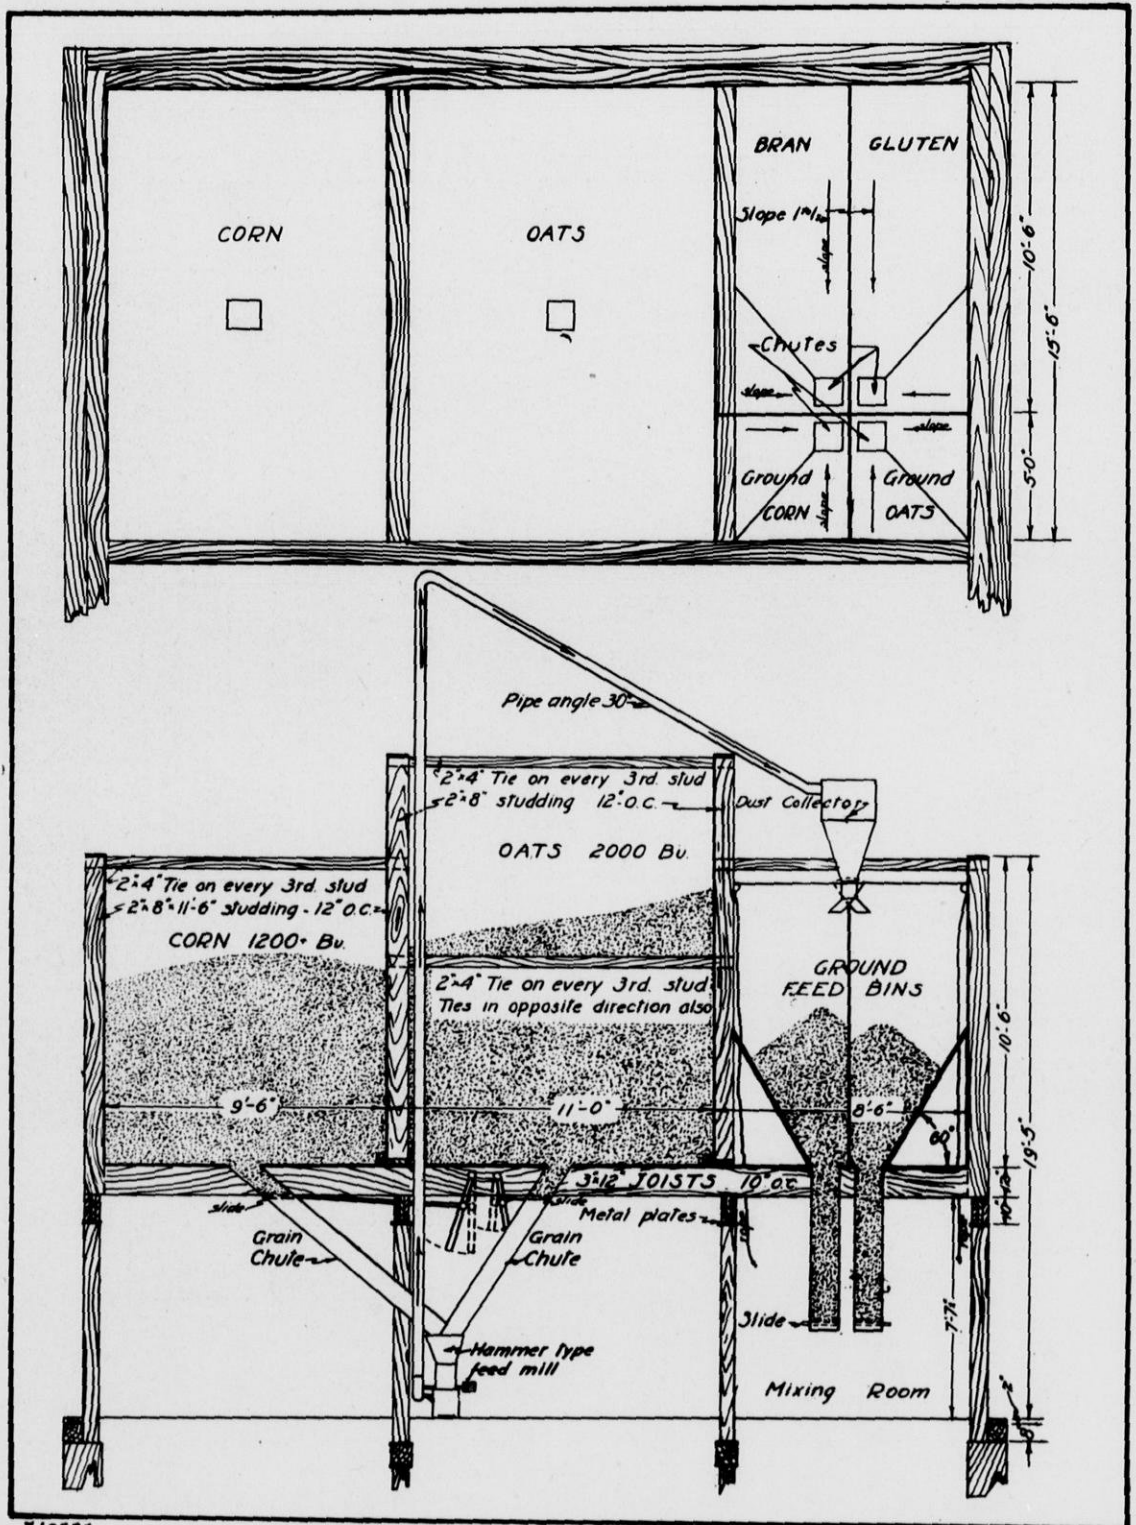 BRAN
GLUTEN
Slope
slope
CORN
OATS
10'-6"
15'-6"
Chutes
slope
slope
5'-0"
Ground
CORN
slope
Ground
OATS
Pipe angle 30°
2"x4" Tie on every 3rd. stud
2"x8" studding 12" O.C.
Dust Collector
OATS 2000 Bu.
2"x4" Tie on every 3rd. stud
2"x8"x11'-6" studding - 12" O.C.
CORN 1200+ Bu.
GROUND
FEED BINS
2"x4" Tie on every 3rd. stud
Ties in opposite direction also
10'-6"
9'-6"
11'-0"
8'-6"
60°
19'-5"
3"x12" JOISTS 10" O.C.
12"
10"
slide
slide
Metal plates
Grain
Chute
Grain
Chute
Slide
Hammer type
feed mill
Mixing Room
2"
8"